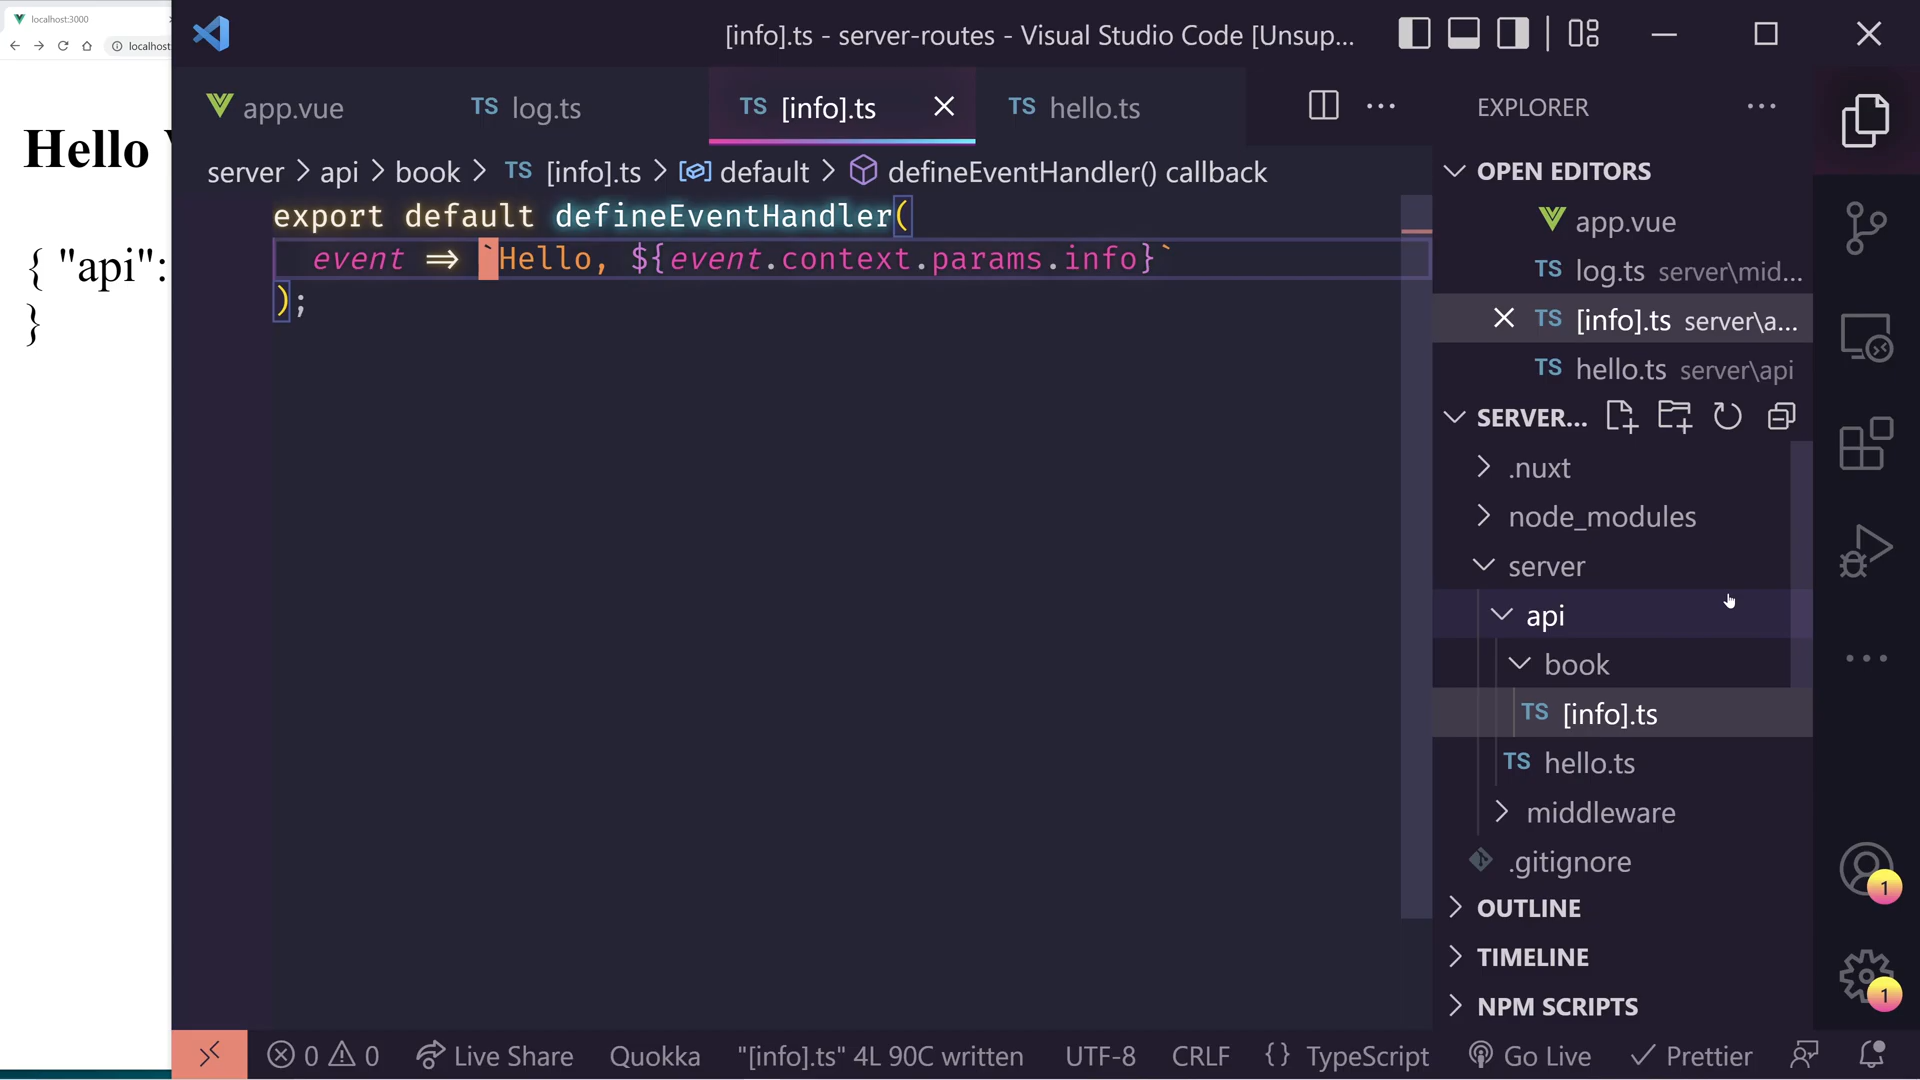 localhost:3000
localhost
Hello
{ "api":
}
[info].ts - server-routes - Visual Studio Code [Unsup...
app.vue
TS log.ts
TS [info].ts
TS hello.ts
server > api > book > TS [info].ts > default > defineEventHandler() callback
export default defineEventHandler(
event => `Hello, ${event.context.params.info}`
);
EXPLORER
OPEN EDITORS
app.vue
TS log.ts server\mid...
TS [info].ts server\a...
TS hello.ts server\api
SERVER...
.nuxt
node_modules
server
api
book
TS [info].ts
TS hello.ts
middleware
.gitignore
OUTLINE
TIMELINE
NPM SCRIPTS
1
1
0 0 Live Share Quokka "[info].ts" 4L 90C written UTF-8 CRLF {} TypeScript Go Live Prettier